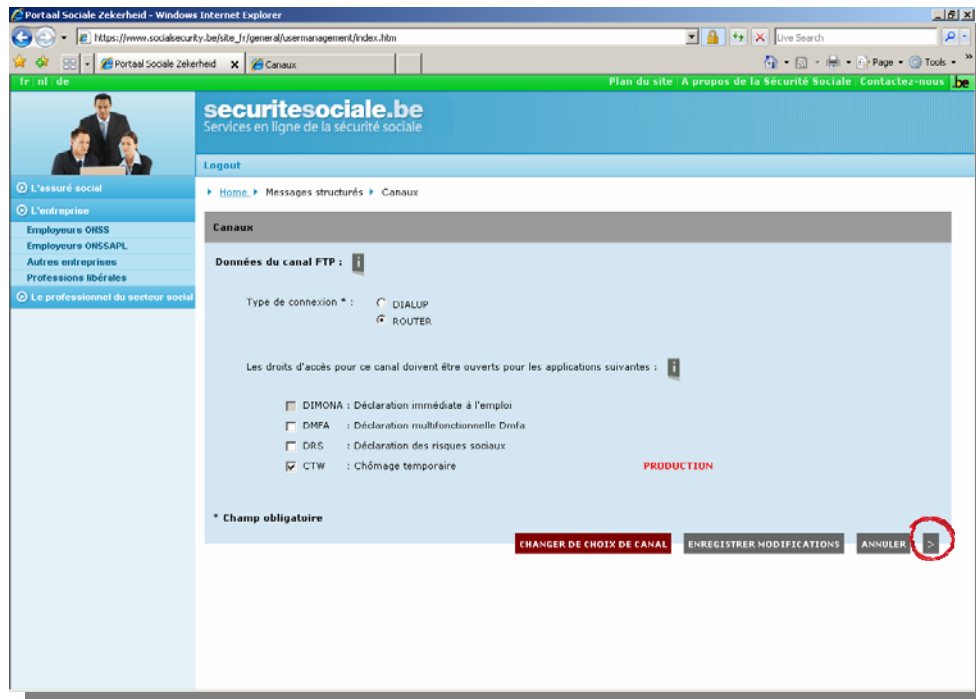 Portaal Sociale Zekerheid - Windows Internet Explorer
https://www.socialsecurity.be/site_fr/general/usermanagement/index.htm
Live Search
Portaal Sociale Zekerheid
Canaux
Page
Tools
fr nl de
Plan du site A propos de la Sécurité Sociale Contactez-nous .be
securitesociale.be
Services en ligne de la sécurité sociale
Logout
L'assuré social
L'entreprise
Employeurs ONSS
Employeurs ONSSAPL
Autres entreprises
Professions libérales
Le professionnel du secteur social
Home Messages structurés Canaux
Canaux
Données du canal FTP : i
Type de connexion * : DIALUP
ROUTER
Les droits d'accès pour ce canal doivent être ouverts pour les applications suivantes : i
DIMONA : Déclaration immédiate à l'emploi
DMFA : Déclaration multifonctionnelle Dmfa
DRS : Déclaration des risques sociaux
CTW : Chômage temporaire PRODUCTION
* Champ obligatoire
CHANGER DE CHOIX DE CANAL ENREGISTRER MODIFICATIONS ANNULER >